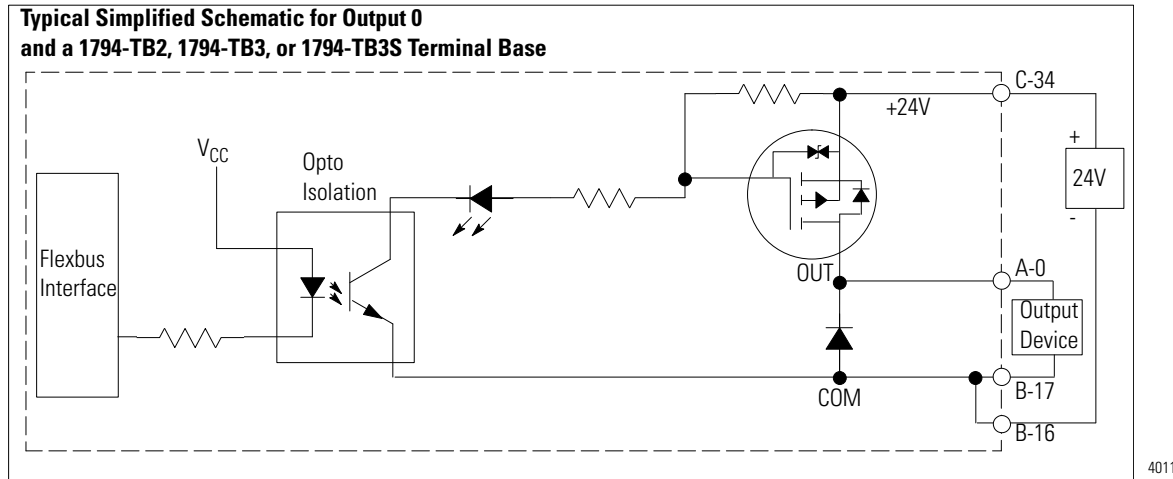 Typical Simplified Schematic for Output 0
and a 1794-TB2, 1794-TB3, or 1794-TB3S Terminal Base
C-34
+24V
+
24V
-
VCC
Opto
Isolation
Flexbus
Interface
OUT
A-0
Output
Device
COM
B-17
B-16
4011